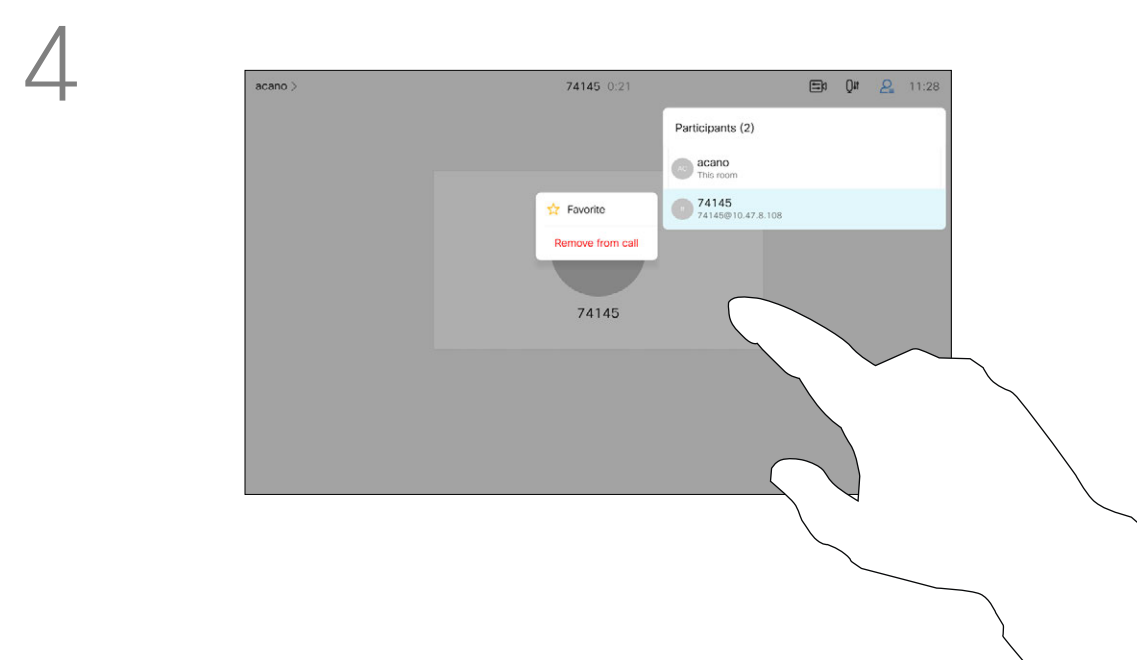 4
acano >
74145 0:21
11:28
Participants (2)
AC
acano
This room
74145
74145@10.47.8.108
Favorite
Remove from call
74145